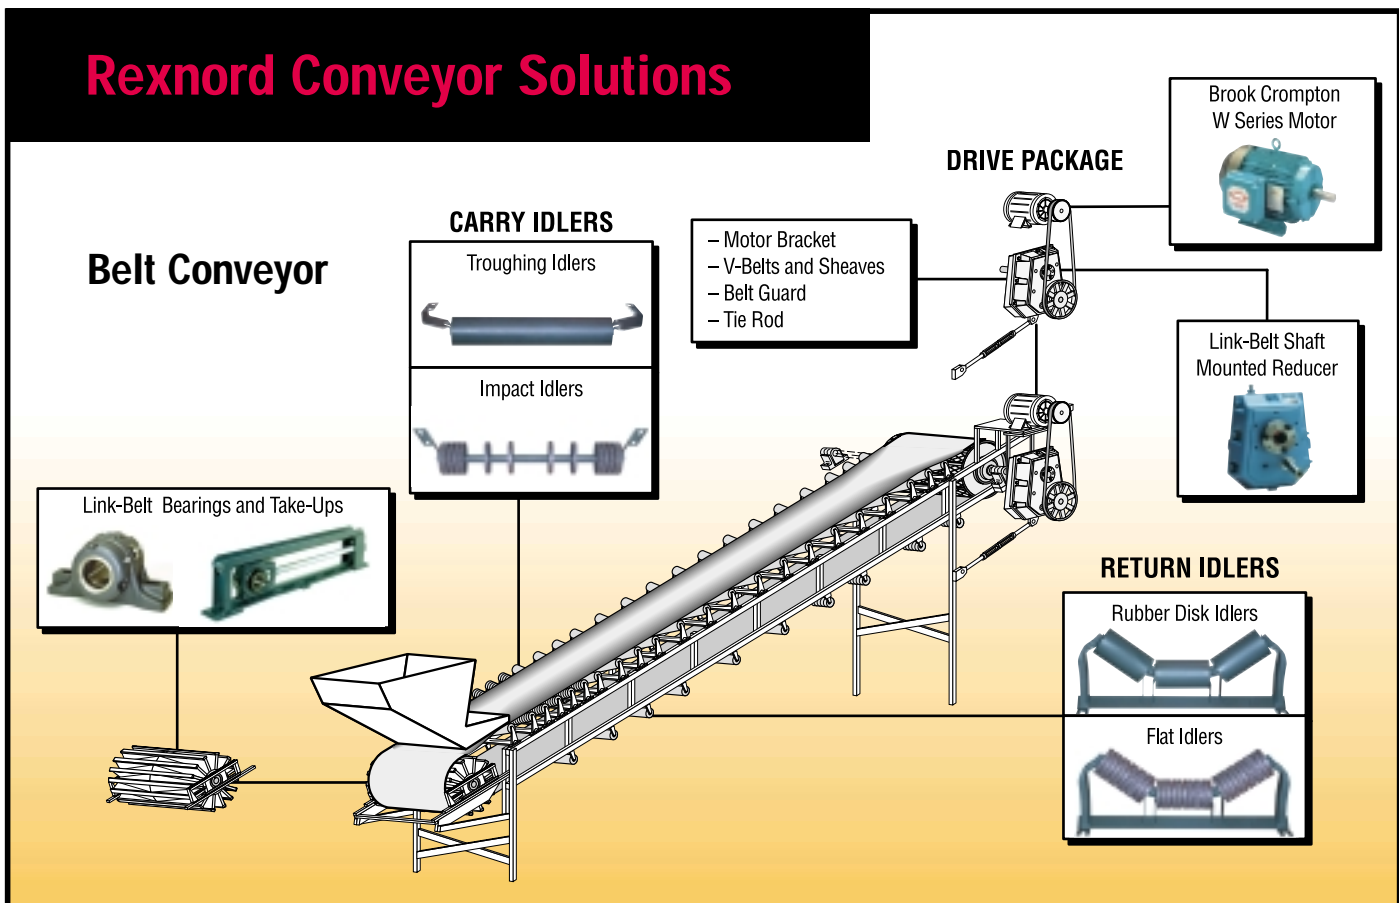 Rexnord Conveyor Solutions
Belt Conveyor
CARRY IDLERS
Troughing Idlers
Impact Idlers
DRIVE PACKAGE
– Motor Bracket
– V-Belts and Sheaves
– Belt Guard
– Tie Rod
Brook Crompton
W Series Motor
Link-Belt Shaft
Mounted Reducer
Link-Belt Bearings and Take-Ups
RETURN IDLERS
Rubber Disk Idlers
Flat Idlers